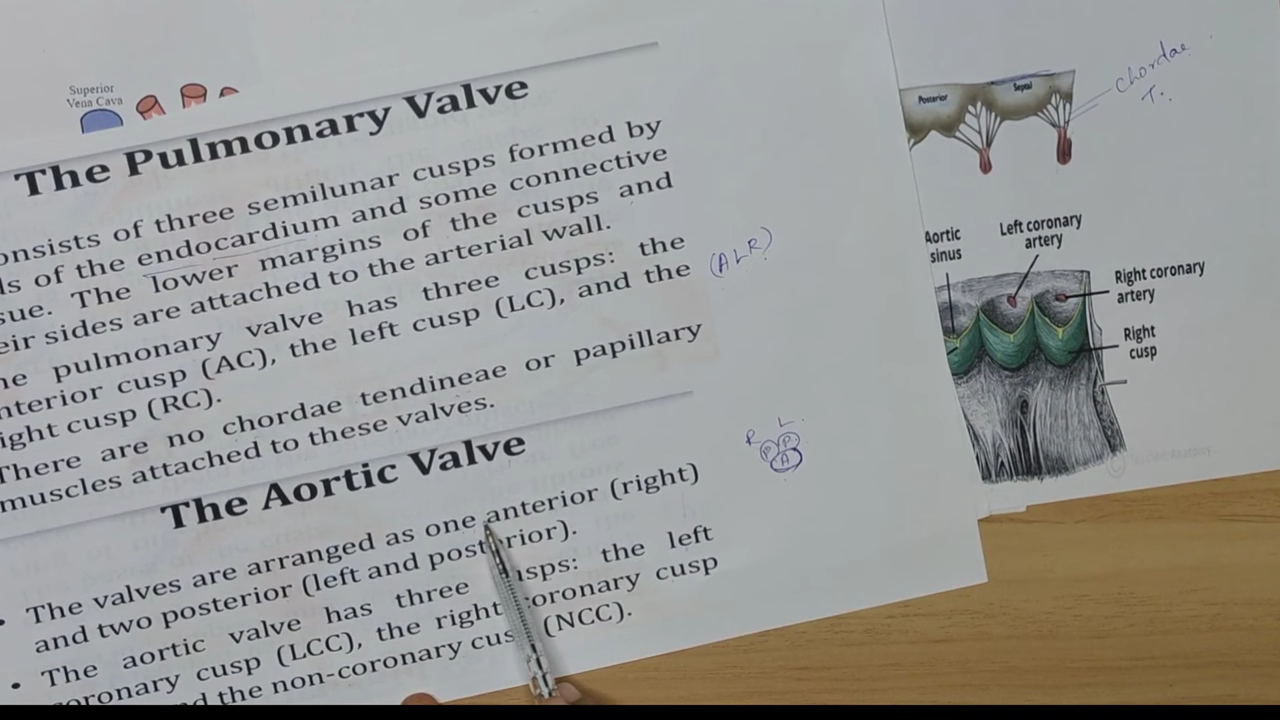 Superior
Vena Cava
The Pulmonary Valve
onsists of three semilunar cusps formed by
ds of the endocardium and some connective
sue. The lower margins of the cusps and
eir sides are attached to the arterial wall.
he pulmonary valve has three cusps: the
nterior cusp (AC), the left cusp (LC), and the
ight cusp (RC).
There are no chordae tendineae or papillary
muscles attached to these valves.
(ALR)
The Aortic Valve
• The valves are arranged as one anterior (right)
and two posterior (left and posterior).
• The aortic valve has three usps: the left
coronary cusp (LCC), the right coronary cusp
nd the non-coronary cus (NCC).
R L
P P
A
Posterior
Septal
Chordae
T.
Aortic
sinus
Left coronary
artery
Right coronary
artery
Right
cusp